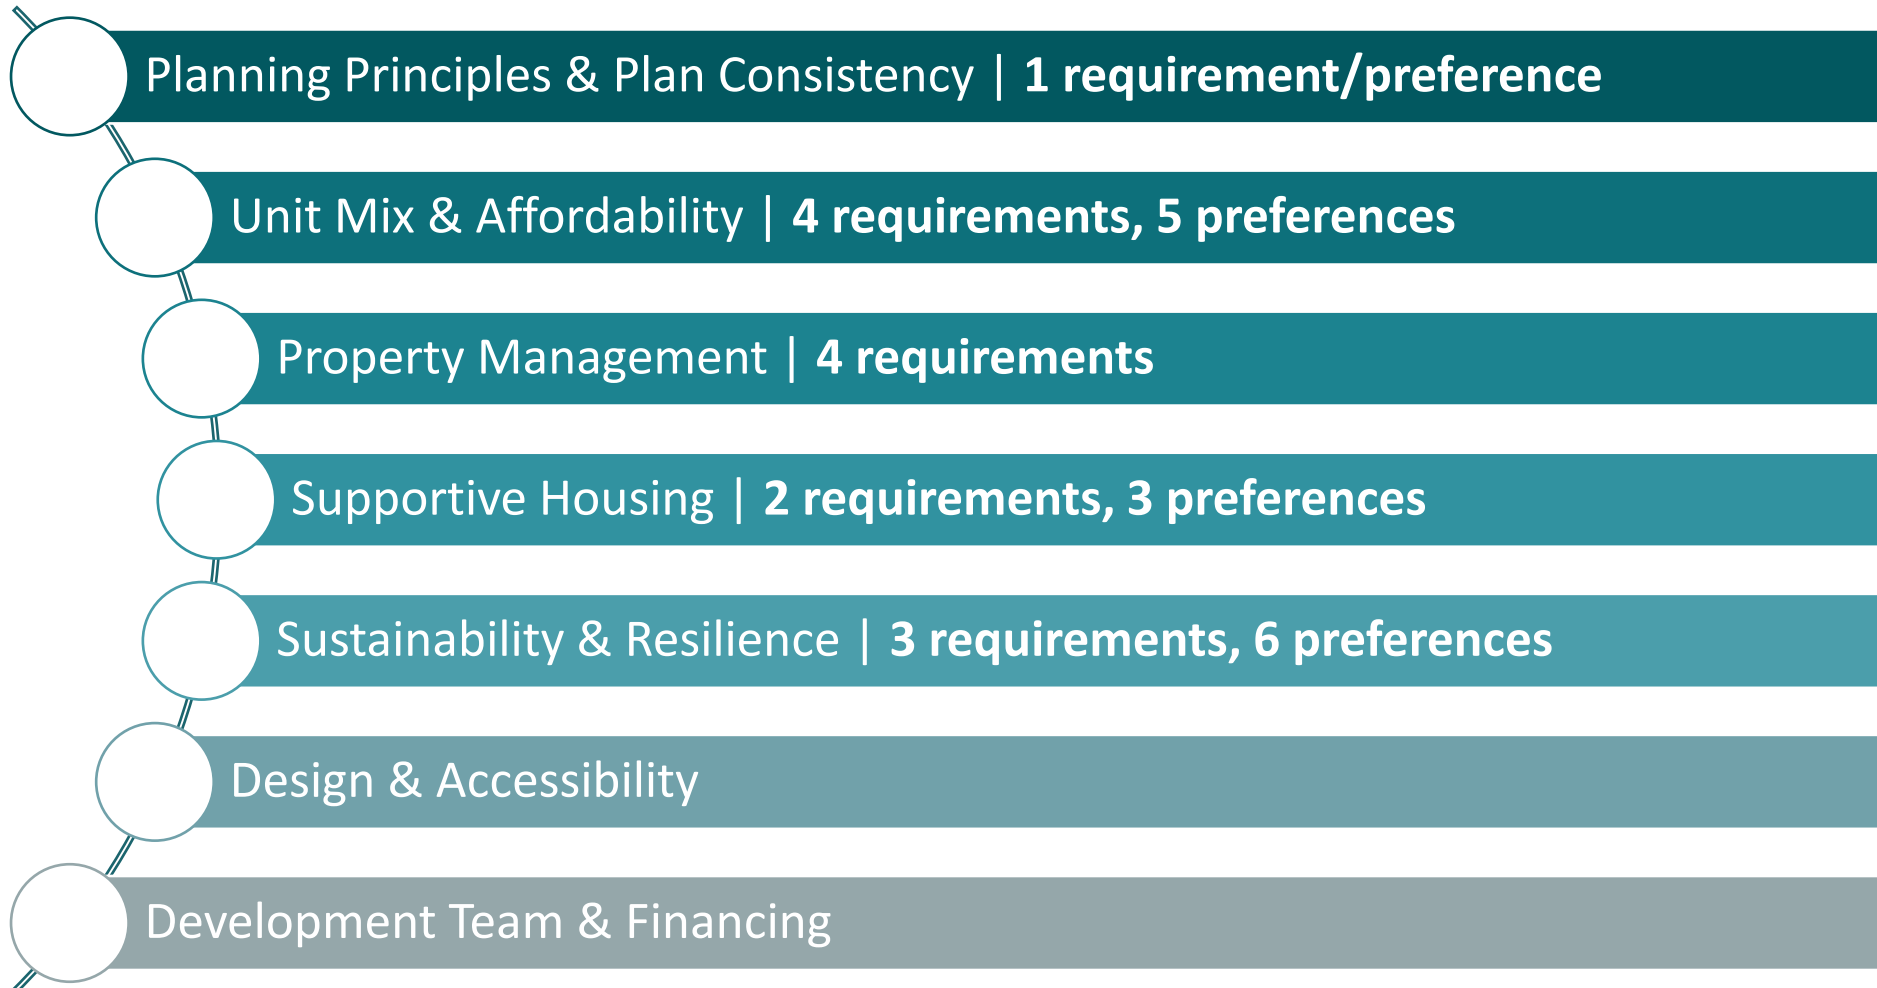 Planning Principles & Plan Consistency | 1 requirement/preference
Unit Mix & Affordability | 4 requirements, 5 preferences
Property Management | 4 requirements
Supportive Housing | 2 requirements, 3 preferences
Sustainability & Resilience | 3 requirements, 6 preferences
Design & Accessibility
Development Team & Financing